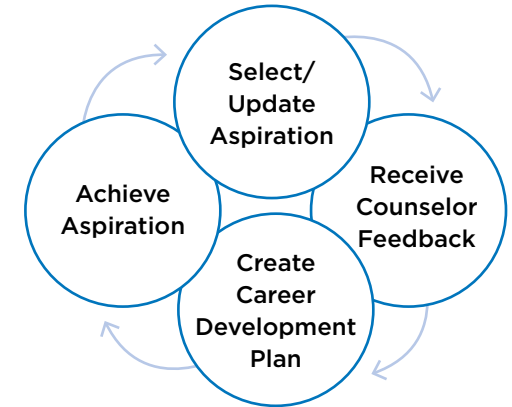 Select/
Update
Aspiration
Receive
Counselor
Feedback
Create
Career
Development
Plan
Achieve
Aspiration